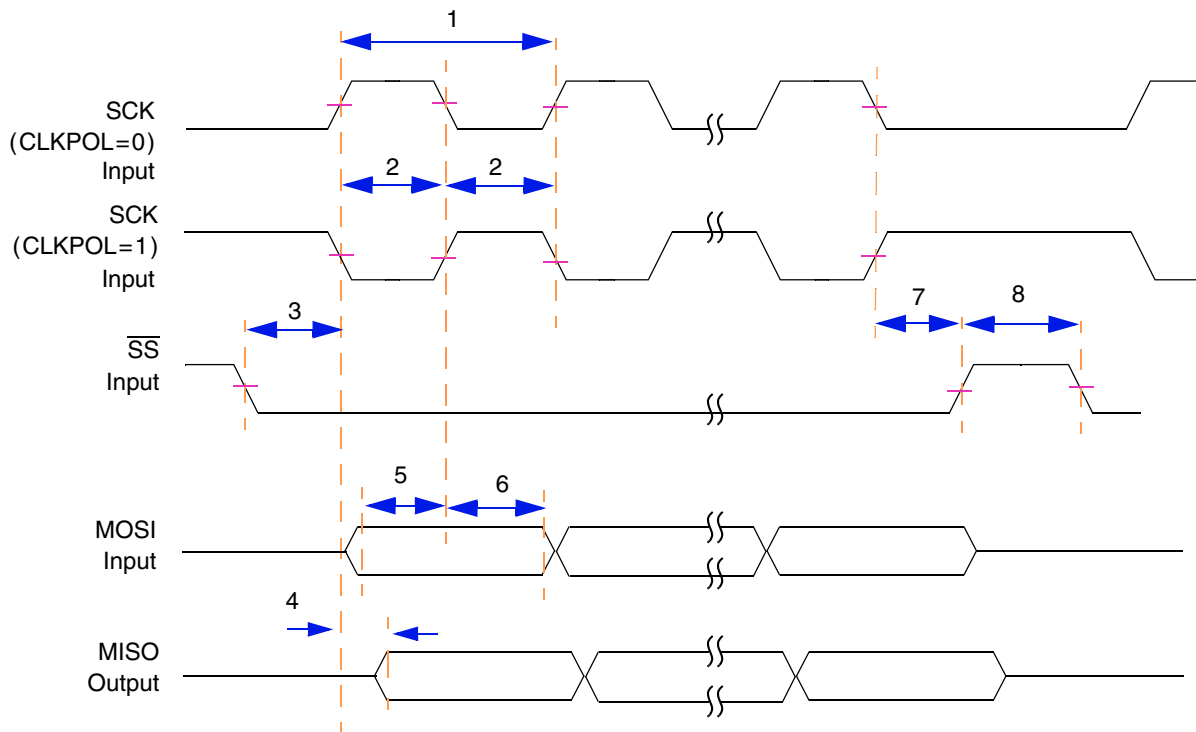 1
SCK
(CLKPOL=0)
Input
2 2
SCK
(CLKPOL=1)
Input
3
7 8
SS
Input
5 6
MOSI
Input
4
MISO
Output